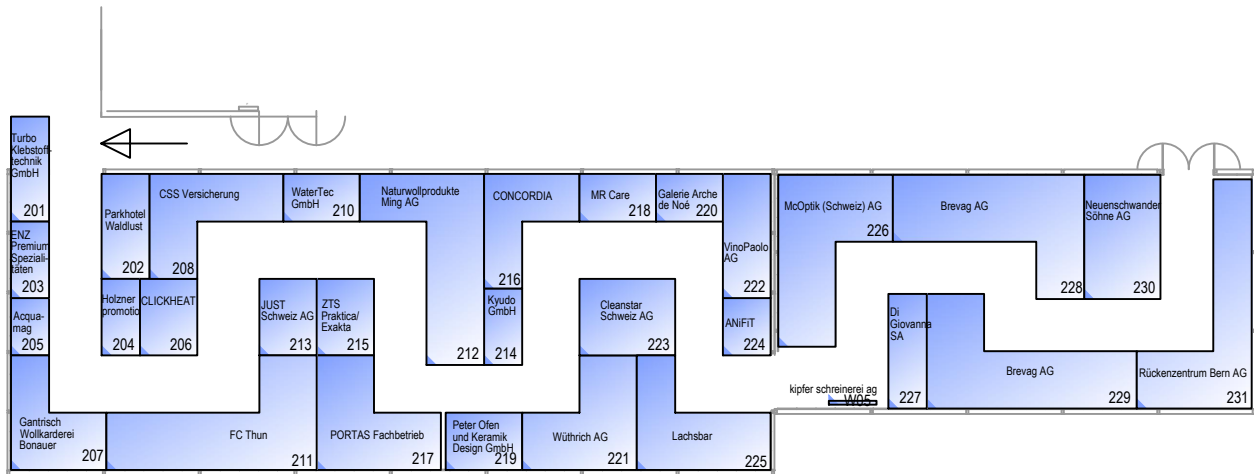 Turbo
Klebstoff-
technik
GmbH
201
ENZ
Premium
Spezali-
täten
203
Acqua-
mag
205
Gantrisch
Wollkarderei
Bonauer
207
Parkhotel
Waldlust
202
Holzner
promotio
204
CSS Versicherung
208
CLICKHEAT
206
WaterTec
GmbH
210
Naturwollprodukte
Ming AG
212
JUST
Schweiz AG
213
ZTS
Praktica/
Exakta
215
FC Thun
211
PORTAS Fachbetrieb
217
CONCORDIA
216
Kyudo
GmbH
214
MR Care
218
Galerie Arche
de Noé
220
VinoPaolo
AG
222
ANiFiT
224
Cleanstar
Schweiz AG
223
Peter Ofen
und Keramik
Design GmbH
219
Wüthrich AG
221
Lachsbar
225
McOptik (Schweiz) AG
226
Brevag AG
228
Neuenschwander
Söhne AG
230
Di
Giovanna
SA
227
Brevag AG
229
Rückenzentrum Bern AG
231
kipfer schreinerei ag
W05